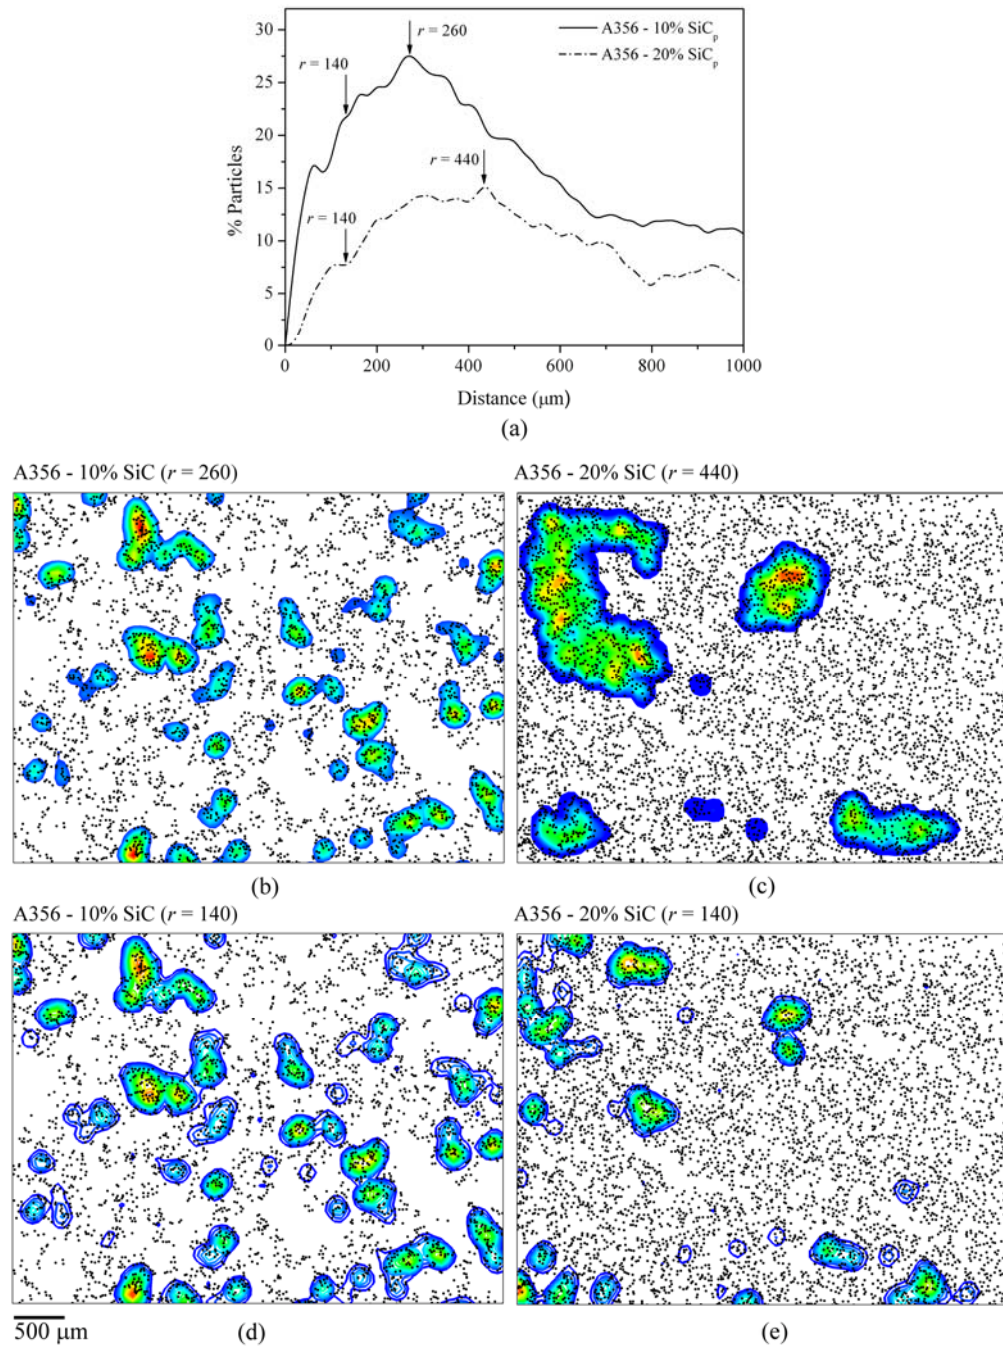 30
25
20
15
10
5
0
% Particles
r = 260
r = 140
r = 440
r = 140
A356 - 10% SiCp
A356 - 20% SiCp
0 200 400 600 800 1000
Distance (μm)
(a)
A356 - 10% SiC (r = 260)
A356 - 20% SiC (r = 440)
(b)
(c)
A356 - 10% SiC (r = 140)
A356 - 20% SiC (r = 140)
500 μm
(d)
(e)